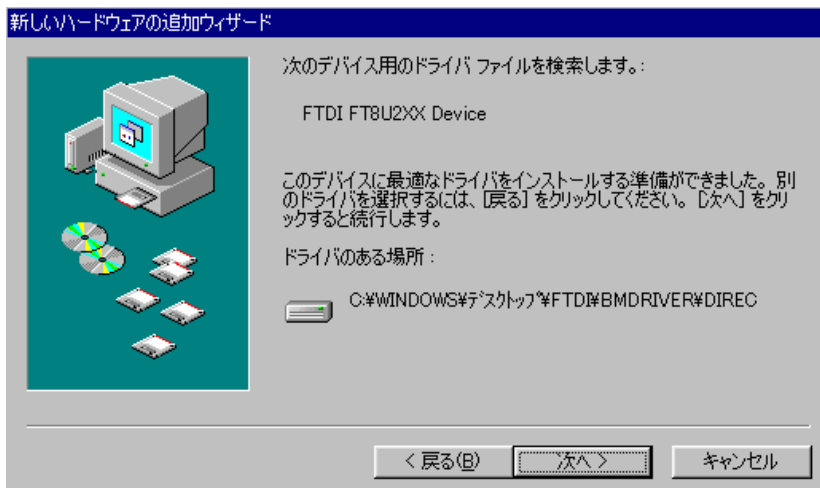 新しいハードウェアの追加ウィザード
次のデバイス用のドライバ ファイルを検索します。:
FTDI FT8U2XX Device
このデバイスに最適なドライバをインストールする準備ができました。別
のドライバを選択するには、[戻る] をクリックしてください。[次へ] をクリ
ックすると続行します。
ドライバのある場所 :
C:¥WINDOWS¥デスクトップ¥FTDI¥BMDRIVER¥DIREC
< 戻る(B)
次へ >
キャンセル